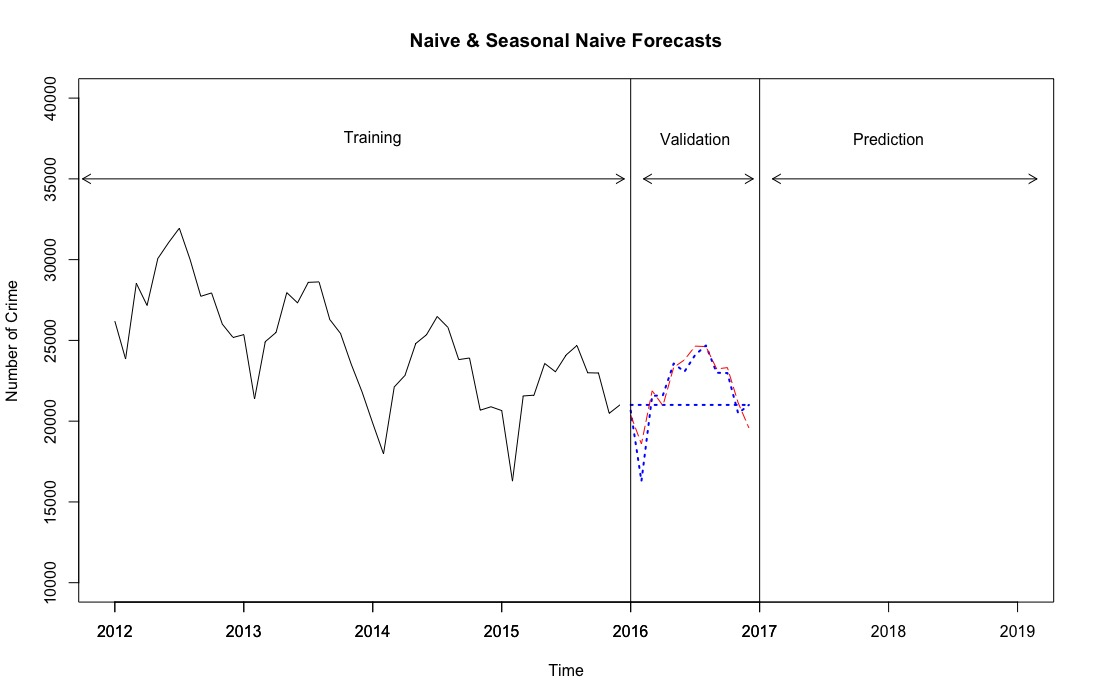 Naive & Seasonal Naive Forecasts
Training
Validation
Prediction
Number of Crime
40000
35000
30000
25000
20000
15000
10000
2012 2013 2014 2015 2016 2017 2018 2019
Time